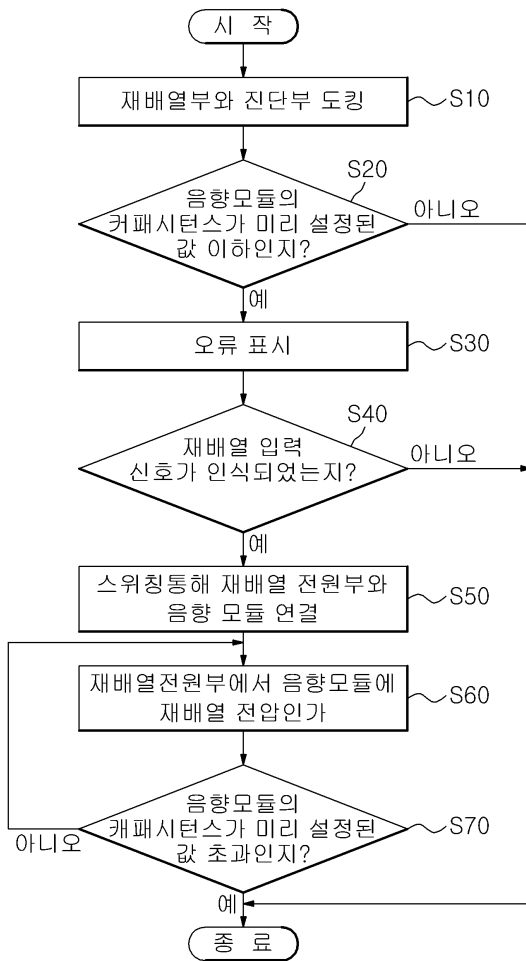 시 작
재배열부와 진단부 도킹
S10
S20
음향모듈의
커패시턴스가 미리 설정된
값 이하인지?
아니오
예
오류 표시
S30
S40
재배열 입력
신호가 인식되었는지?
아니오
예
스위칭통해 재배열 전원부와
음향 모듈 연결
S50
재배열전원부에서 음향모듈에
재배열 전압인가
S60
음향모듈의
캐패시턴스가 미리 설정된
값 초과인지?
S70
아니오
예
종 료